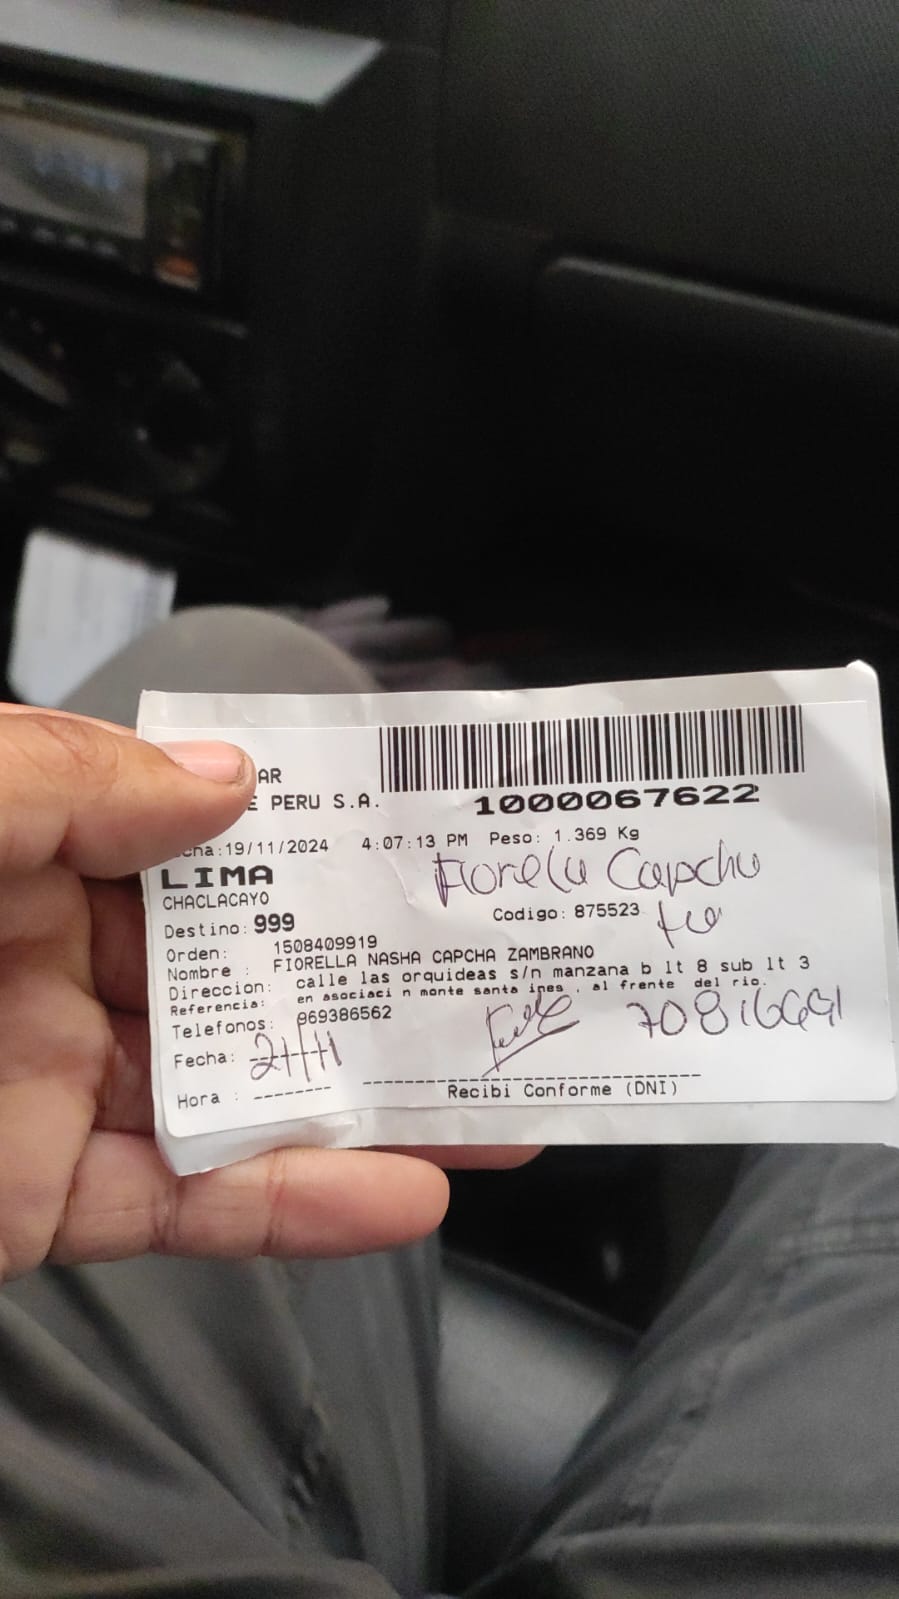 AR
E PERU S.A.
1000067622
cha:19/11/2024 4:07:13 PM Peso: 1.369 Kg
LIMA
Fiorela Capcha
CHACLACAYO
Destino: 999
Codigo: 875523
Orden: 1508409919
Nombre : FIORELLA NASHA CAPCHA ZAMBRANO
Direccion: calle las orquideas s/n manzana b lt 8 sub lt 3
Referencia: en asociaci n monte santa ines , al frente del rio.
Telefonos: 969386562
Fecha: 21/11
Hora : --------
Recibi Conforme (DNI)